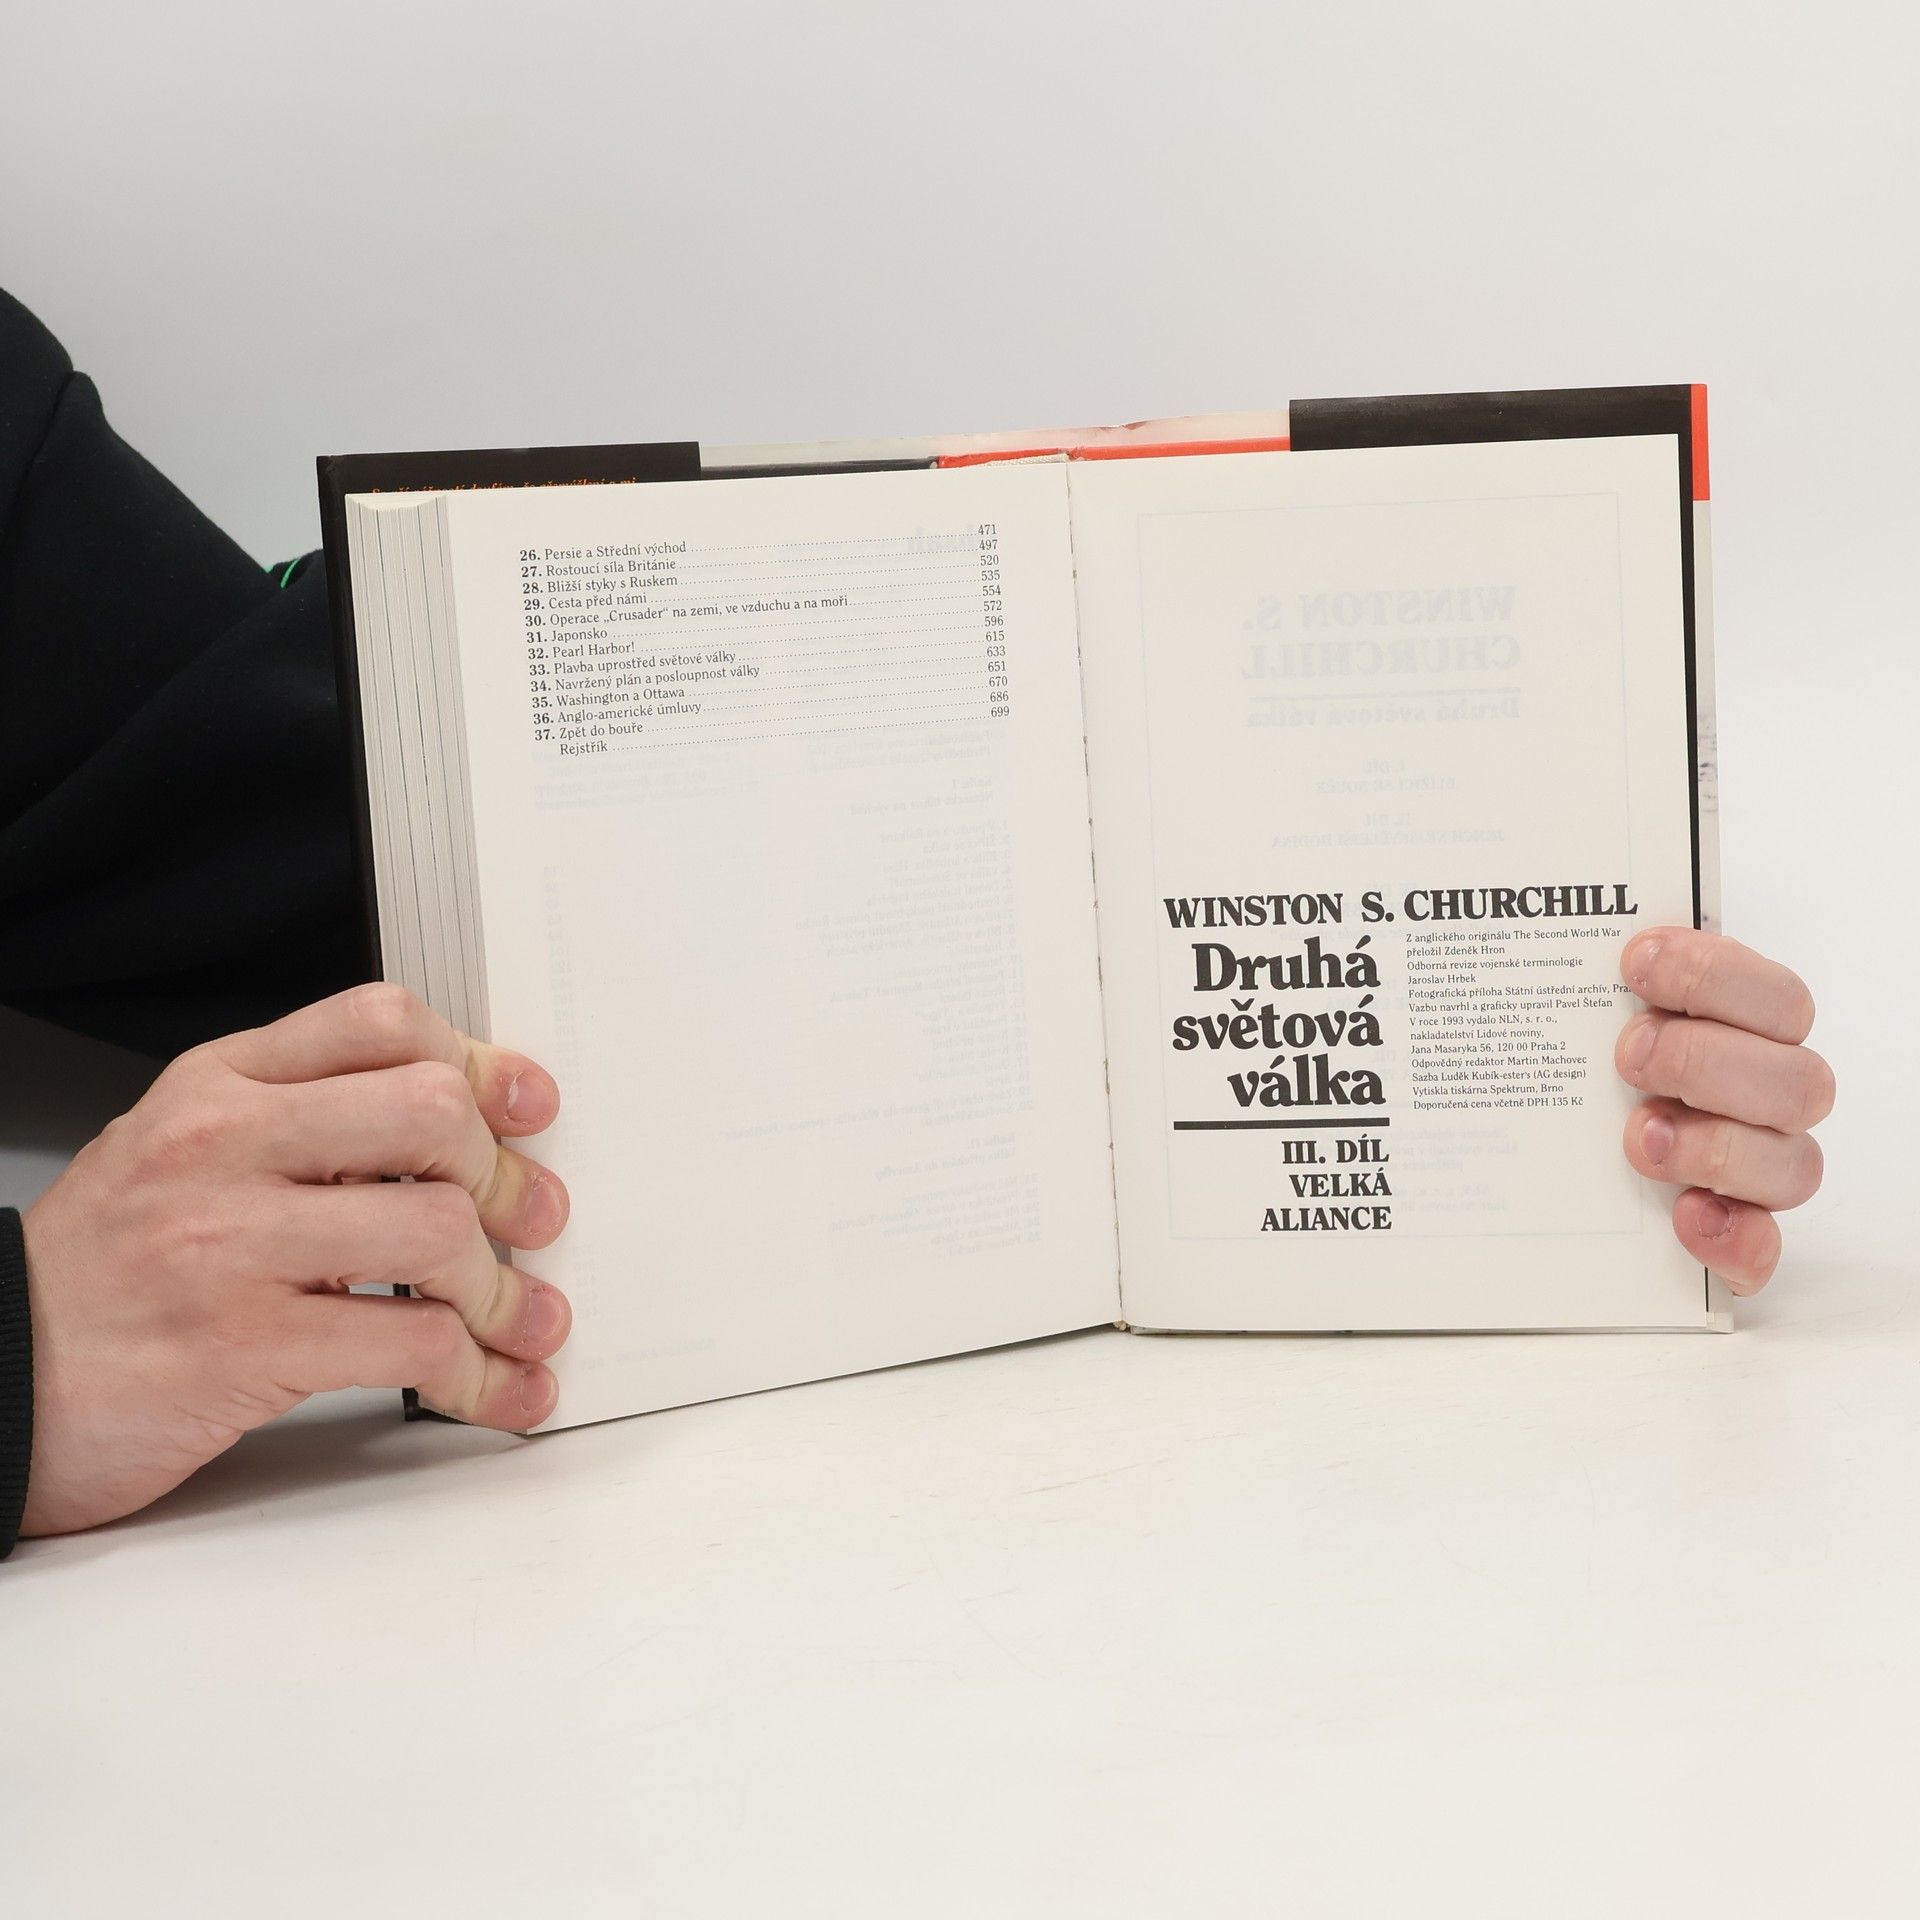 26. Persie a Střední východ 471
27. Rostoucí síla Británie 497
28. Bližší styky s Ruskem 520
29. Cesta před námi 535
30. Operace „Crusader“ na zemi, ve vzduchu a na moři 554
31. Japonsko 572
32. Pearl Harbor! 596
33. Plavba uprostřed světové války 615
34. Navržený plán a posloupnost války 633
35. Washington a Ottawa 651
36. Anglo-americké úmluvy 670
37. Zpět do bouře 686
Rejstřík 699
WINSTON S. CHURCHILL
Druhá
světová
válka
III. DÍL
VELKÁ
ALIANCE
Z anglického originálu The Second World War
přeložil Zdeněk Hron
Odborná revize vojenské terminologie
Jaroslav Hrbek
Fotografická příloha Státní ústřední archív,
Vazbu navrhl a graficky upravil Pavel Štefan
V roce 1993 vydalo NLN, s. r. o.,
nakladatelství Lidové noviny,
Jana Masaryka 56, 120 00 Praha 2
Odpovědný redaktor Martin Machovec
Sazba Luděk Kubík-ester's (AG design)
Vytiskla tiskárna Spektrum, Brno
Doporučená cena včetně DPH 135 Kč